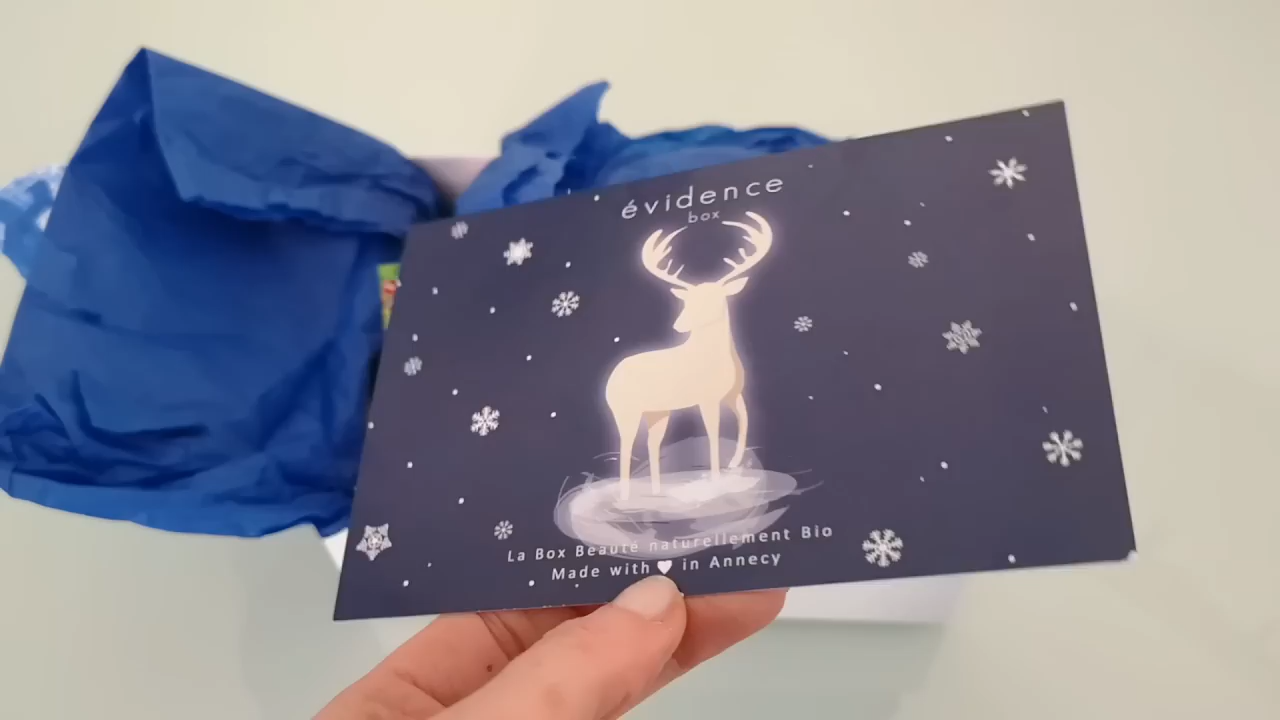 évidence
box
La Box Beauté naturellement Bio
Made with ♥ in Annecy